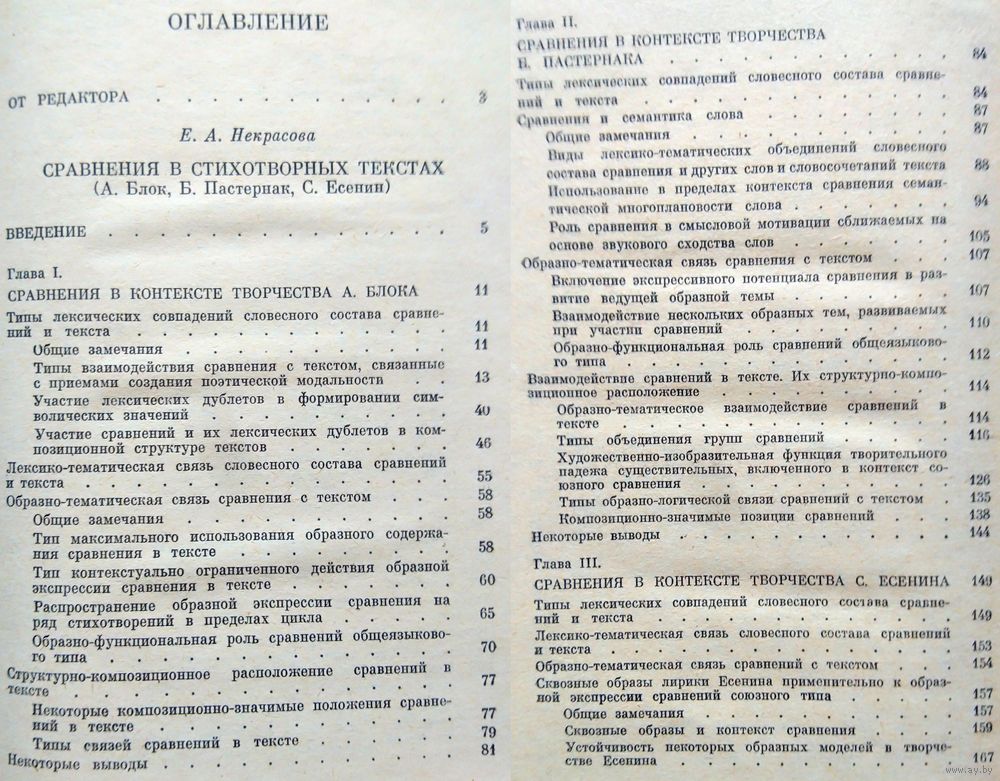 ОГЛАВЛЕНИЕ
ОТ РЕДАКТОРА . . . . . . . . . . . . 3
Е. А. Некрасова
СРАВНЕНИЯ В СТИХОТВОРНЫХ ТЕКСТАХ
(А. Блок, Б. Пастернак, С. Есенин)
ВВЕДЕНИЕ . . . . . . . . . . . . . 5
Глава I.
СРАВНЕНИЯ В КОНТЕКСТЕ ТВОРЧЕСТВА А. БЛОКА 11
Типы лексических совпадений словесного состава сравне-
ний и текста . . . . . . . . . . . . 11
Общие замечания . . . . . . . . . . 11
Типы взаимодействия сравнения с текстом, связанные
с приемами создания поэтической модальности . . 13
Участие лексических дублетов в формировании сим-
волических значений . . . . . . . . . 40
Участие сравнений и их лексических дублетов в ком-
позиционной структуре текстов . . . . . . 46
Лексико-тематическая связь словесного состава сравнений
и текста . . . . . . . . . . . . . 55
Образно-тематическая связь сравнения с текстом . . . 58
Общие замечания . . . . . . . . . . 58
Тип максимального использования образного содержа-
ния сравнения в тексте . . . . . . . . 58
Тип контекстуально ограниченного действия образной
экспрессии сравнения в тексте . . . . . . 60
Распространение образной экспрессии сравнения на
ряд стихотворений в пределах цикла . . . . 65
Образно-функциональная роль сравнений общеязыково-
го типа . . . . . . . . . . . . 70
Структурно-композиционное расположение сравнений в
тексте . . . . . . . . . . . . . 77
Некоторые композиционно-значимые положения сравне-
ний в тексте . . . . . . . . . . . 77
Типы связей сравнений в тексте . . . . . 79
Некоторые выводы . . . . . . . . . . 81
Глава II.
СРАВНЕНИЯ В КОНТЕКСТЕ ТВОРЧЕСТВА
Б. ПАСТЕРНАКА . . . . . . . . . . 84
Типы лексических совпадений словесного состава сравне-
ний и текста . . . . . . . . . . . . 84
Сравнения и семантика слова . . . . . . . 87
Общие замечания . . . . . . . . . . 87
Виды лексико-тематических объединений словесного
состава сравнения и других слов и словосочетаний текста 88
Использование в пределах контекста сравнения семан-
тической многоплановости слова . . . . . . 94
Роль сравнения в смысловой мотивации сближаемых на
основе звукового сходства слов . . . . . . 105
Образно-тематическая связь сравнения с текстом . . . 107
Включение экспрессивного потенциала сравнения в раз-
витие ведущей образной темы . . . . . . 107
Взаимодействие нескольких образных тем, развиваемых
при участии сравнений . . . . . . . . 110
Образно-функциональная роль сравнений общеязыково-
го типа . . . . . . . . . . . . 112
Взаимодействие сравнений в тексте. Их структурно-компо-
зиционное расположение . . . . . . . . 114
Образно-тематическое взаимодействие сравнений в
тексте . . . . . . . . . . . . 114
Типы объединения групп сравнений . . . . 116
Художественно-изобразительная функция творительного
падежа существительных, включенного в контекст со-
юзного сравнения . . . . . . . . . 126
Типы образно-логической связи сравнений с текстом . 135
Композиционно-значимые позиции сравнений . . . 138
Некоторые выводы . . . . . . . . . . 144
Глава III.
СРАВНЕНИЯ В КОНТЕКСТЕ ТВОРЧЕСТВА С. ЕСЕНИНА 149
Типы лексических совпадений словесного состава сравне-
ний и текста . . . . . . . . . . . . 149
Лексико-тематическая связь словесного состава сравнений
и текста . . . . . . . . . . . . . 153
Образно-тематическая связь сравнений с текстом . . . 154
Сквозные образы лирики Есенина применительно к образ-
ной экспрессии сравнений союзного типа . . . . 157
Общие замечания . . . . . . . . . . 157
Сквозные образы и контекст сравнения . . . . 159
Устойчивость некоторых образных моделей в творче-
стве Есенина . . . . . . . . . . . 167
www.ay.by